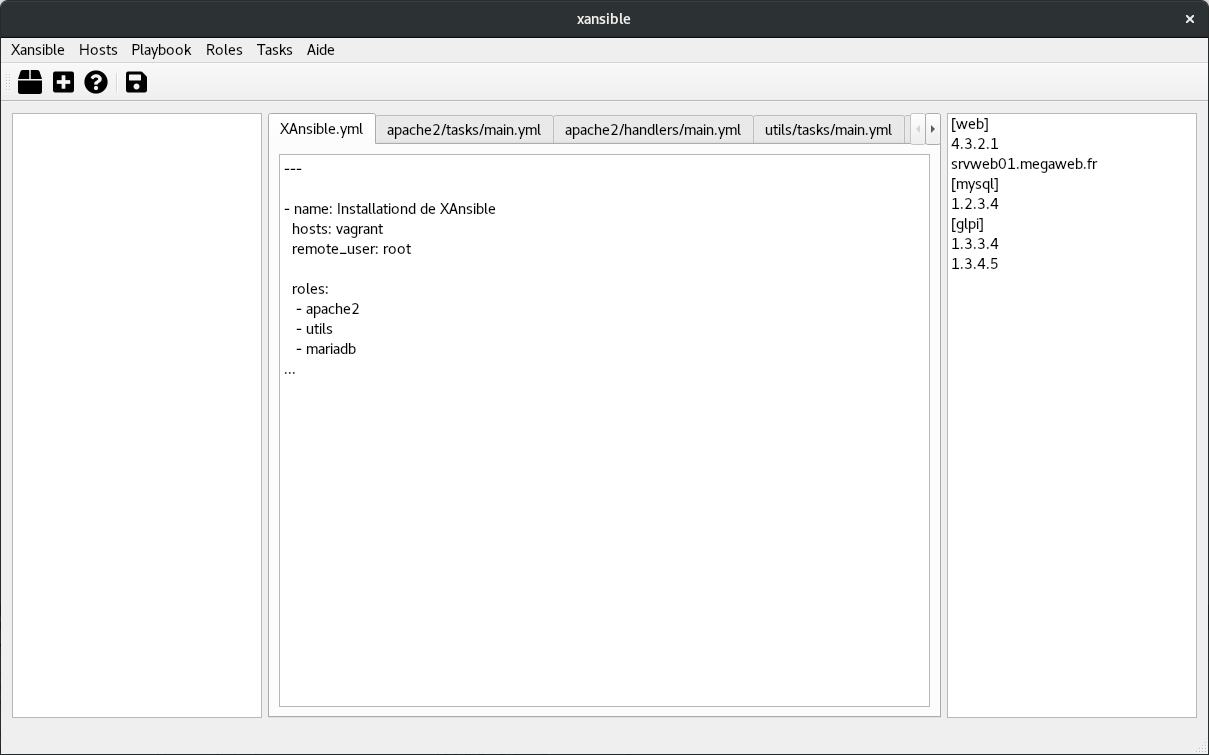 xansible
Xansible Hosts Playbook Roles Tasks Aide
XAnsible.yml apache2/tasks/main.yml apache2/handlers/main.yml utils/tasks/main.yml
---
- name: Installationd de XAnsible
hosts: vagrant
remote_user: root
roles:
- apache2
- utils
- mariadb
...
[web]
4.3.2.1
srvweb01.megaweb.fr
[mysql]
1.2.3.4
[glpi]
1.3.3.4
1.3.4.5